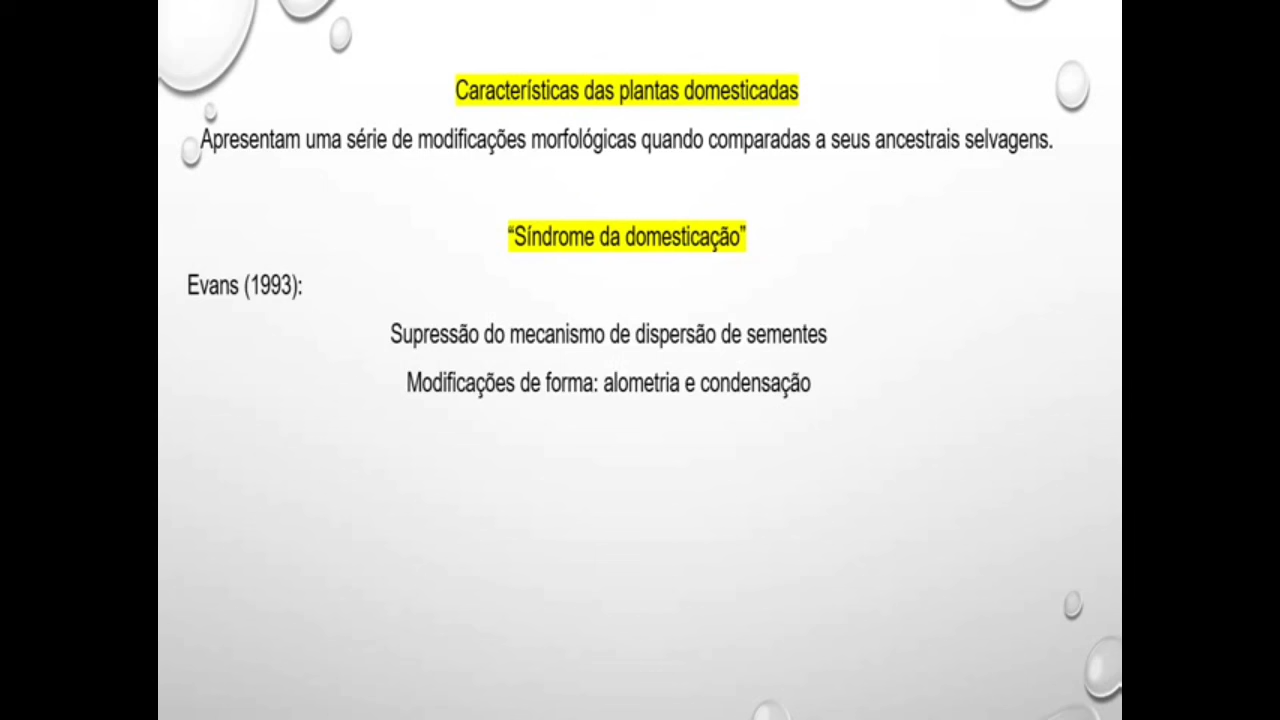 Características das plantas domesticadas
Apresentam uma série de modificações morfológicas quando comparadas a seus ancestrais selvagens.
“Síndrome da domesticação”
Evans (1993):
Supressão do mecanismo de dispersão de sementes
Modificações de forma: alometria e condensação